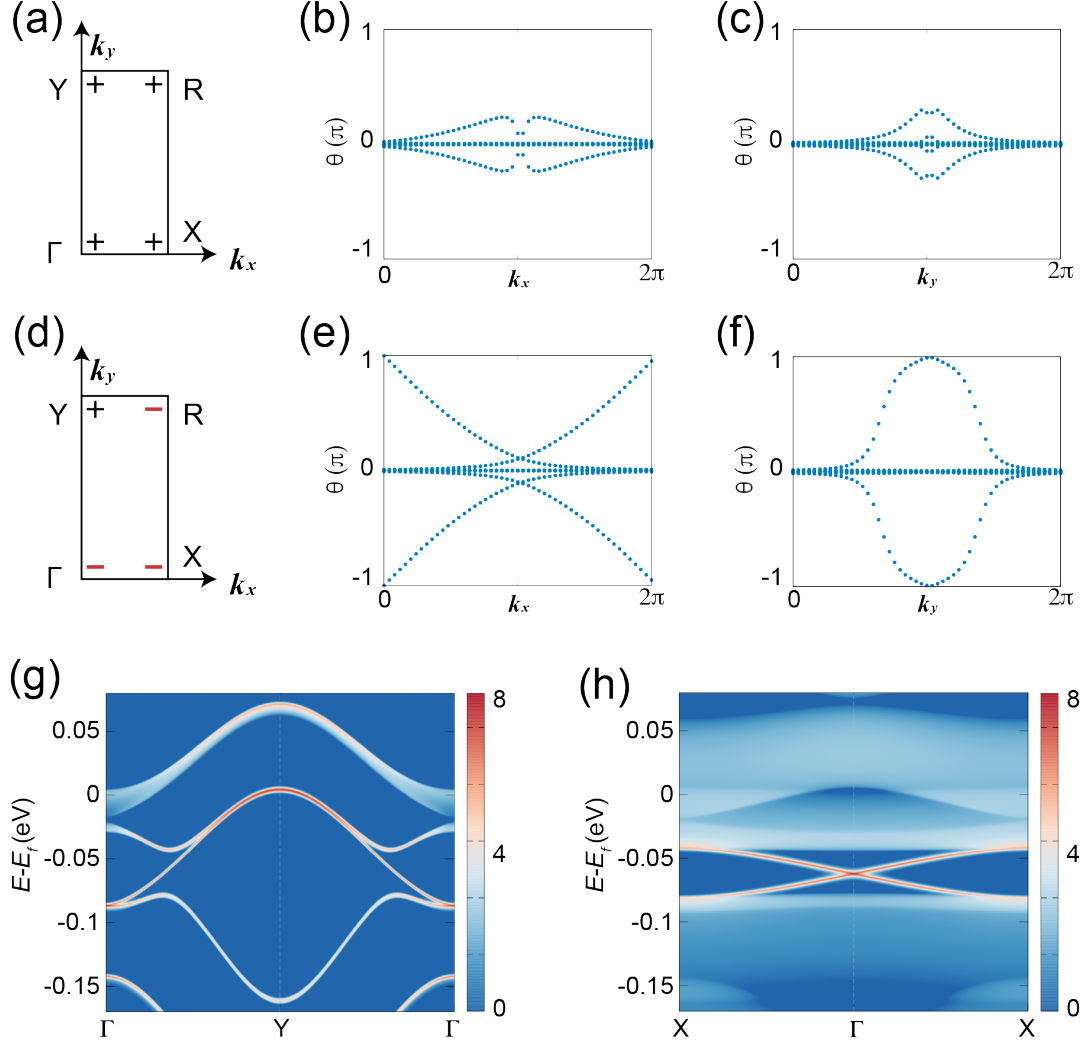 (a)
k_y
Y + + R
Γ + + X
k_x
(b)
1
θ (π)
0
-1
0 k_x 2π
(c)
1
θ (π)
0
-1
0 k_y 2π
(d)
k_y
Y + − R
Γ − − X
k_x
(e)
1
θ (π)
0
-1
0 k_x 2π
(f)
1
θ (π)
0
-1
0 k_y 2π
(g)
E-E_f (eV)
0.05
0
-0.05
-0.1
-0.15
Γ Y Γ
8
4
0
(h)
E-E_f (eV)
0.05
0
-0.05
-0.1
-0.15
X Γ X
8
4
0